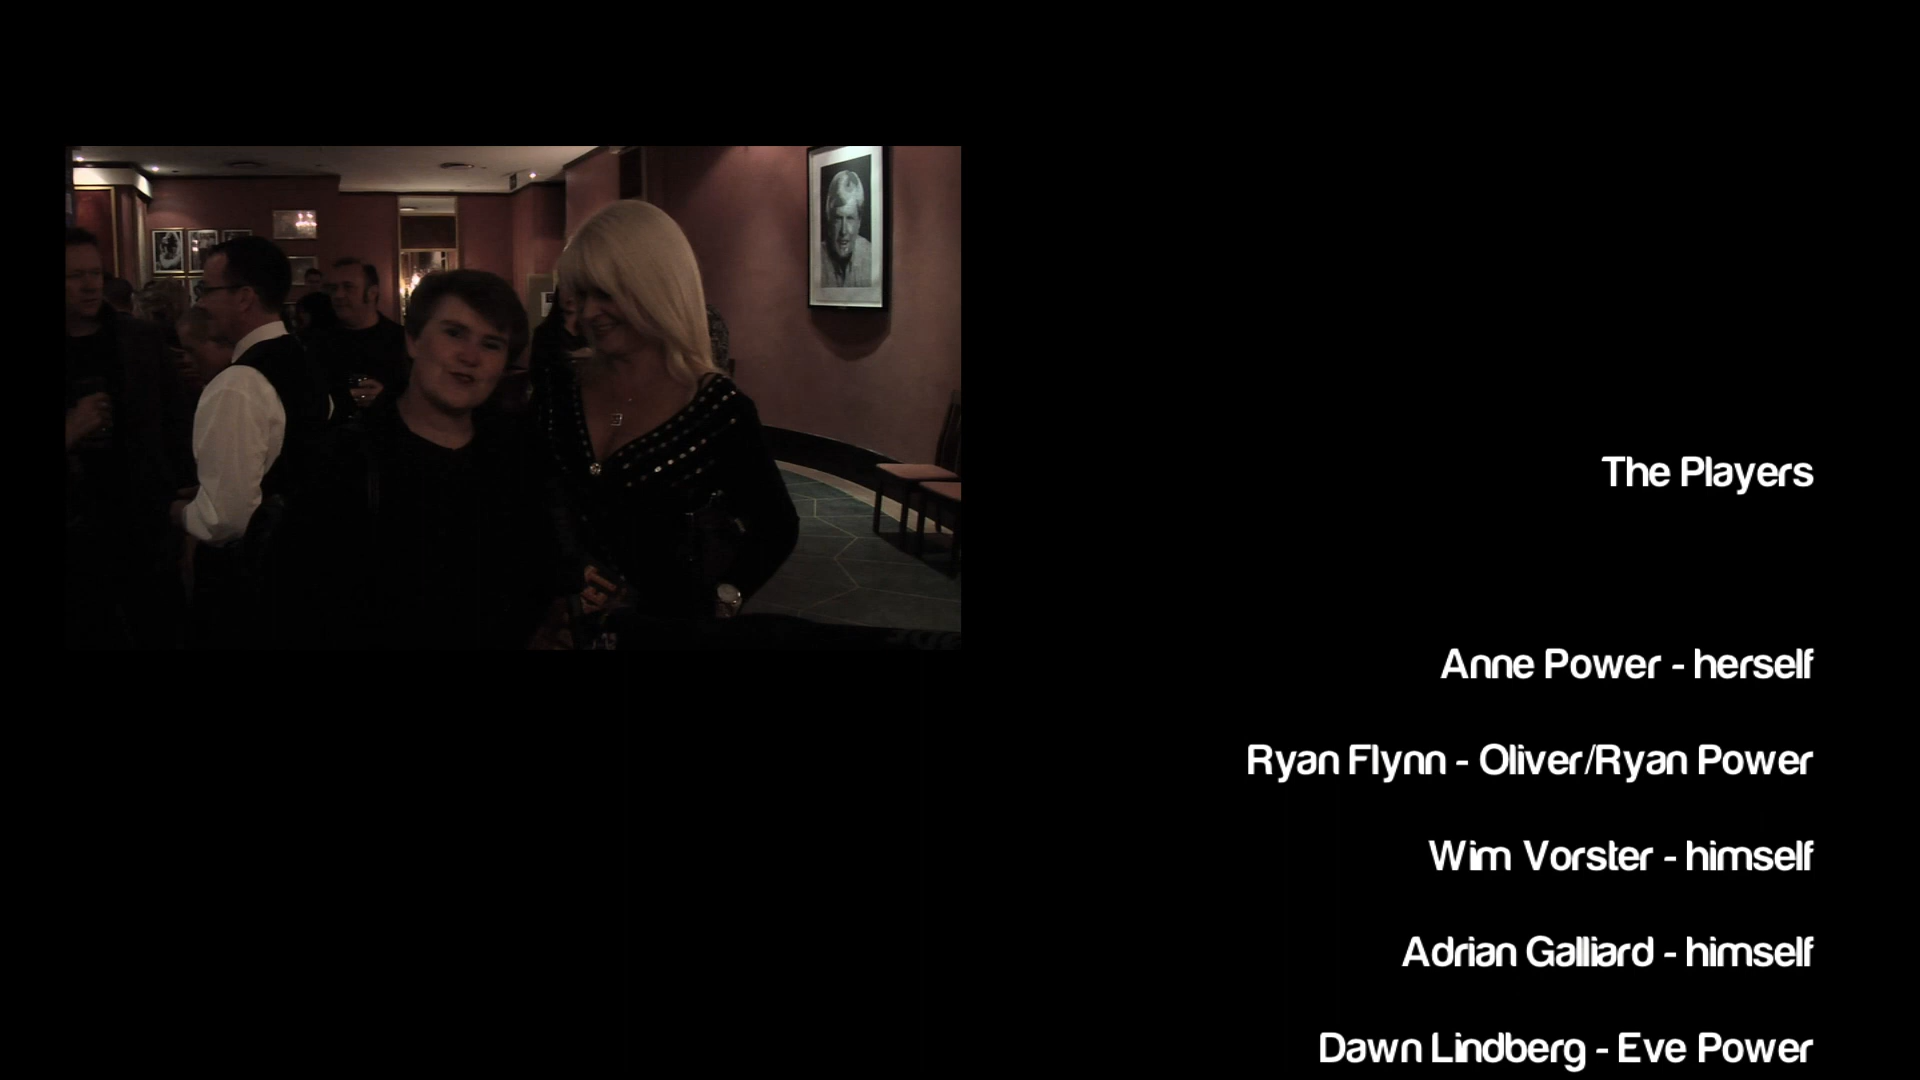 The Players
Anne Power - herself
Ryan Flynn - Oliver/Ryan Power
Wim Vorster - himself
Adrian Galliard - himself
Dawn Lindberg - Eve Power